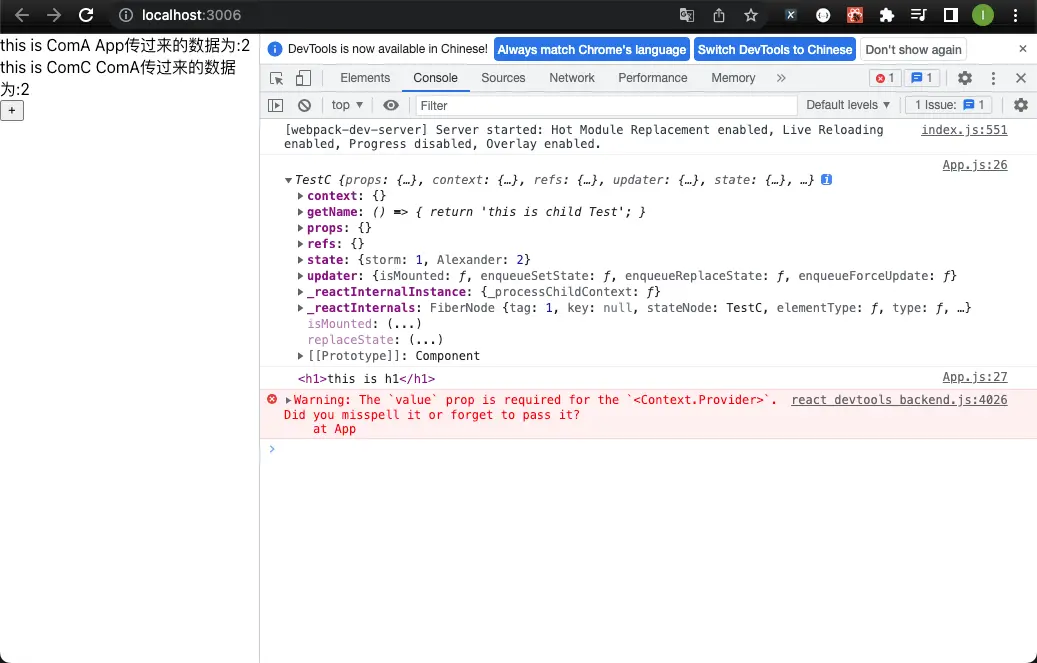 localhost:3006
this is ComA App传过来的数据为:2
this is ComC ComA传过来的数据
为:2
+
DevTools is now available in Chinese! Always match Chrome's language Switch DevTools to Chinese Don't show again
Elements Console Sources Network Performance Memory » 1 1
top ▼ Filter Default levels ▼ 1 Issue: 1
[webpack-dev-server] Server started: Hot Module Replacement enabled, Live Reloading index.js:551
enabled, Progress disabled, Overlay enabled.
App.js:26
▼TestC {props: {…}, context: {…}, refs: {…}, updater: {…}, state: {…}, …} i
▶context: {}
▶getName: () => { return 'this is child Test'; }
▶props: {}
▶refs: {}
▶state: {storm: 1, Alexander: 2}
▶updater: {isMounted: ƒ, enqueueSetState: ƒ, enqueueReplaceState: ƒ, enqueueForceUpdate: ƒ}
▶_reactInternalInstance: {_processChildContext: ƒ}
▶_reactInternals: FiberNode {tag: 1, key: null, stateNode: TestC, elementType: ƒ, type: ƒ, …}
isMounted: (...)
replaceState: (...)
▶[[Prototype]]: Component
<h1>this is h1</h1> App.js:27
▶Warning: The `value` prop is required for the `<Context.Provider>`. react_devtools_backend.js:4026
Did you misspell it or forget to pass it?
at App